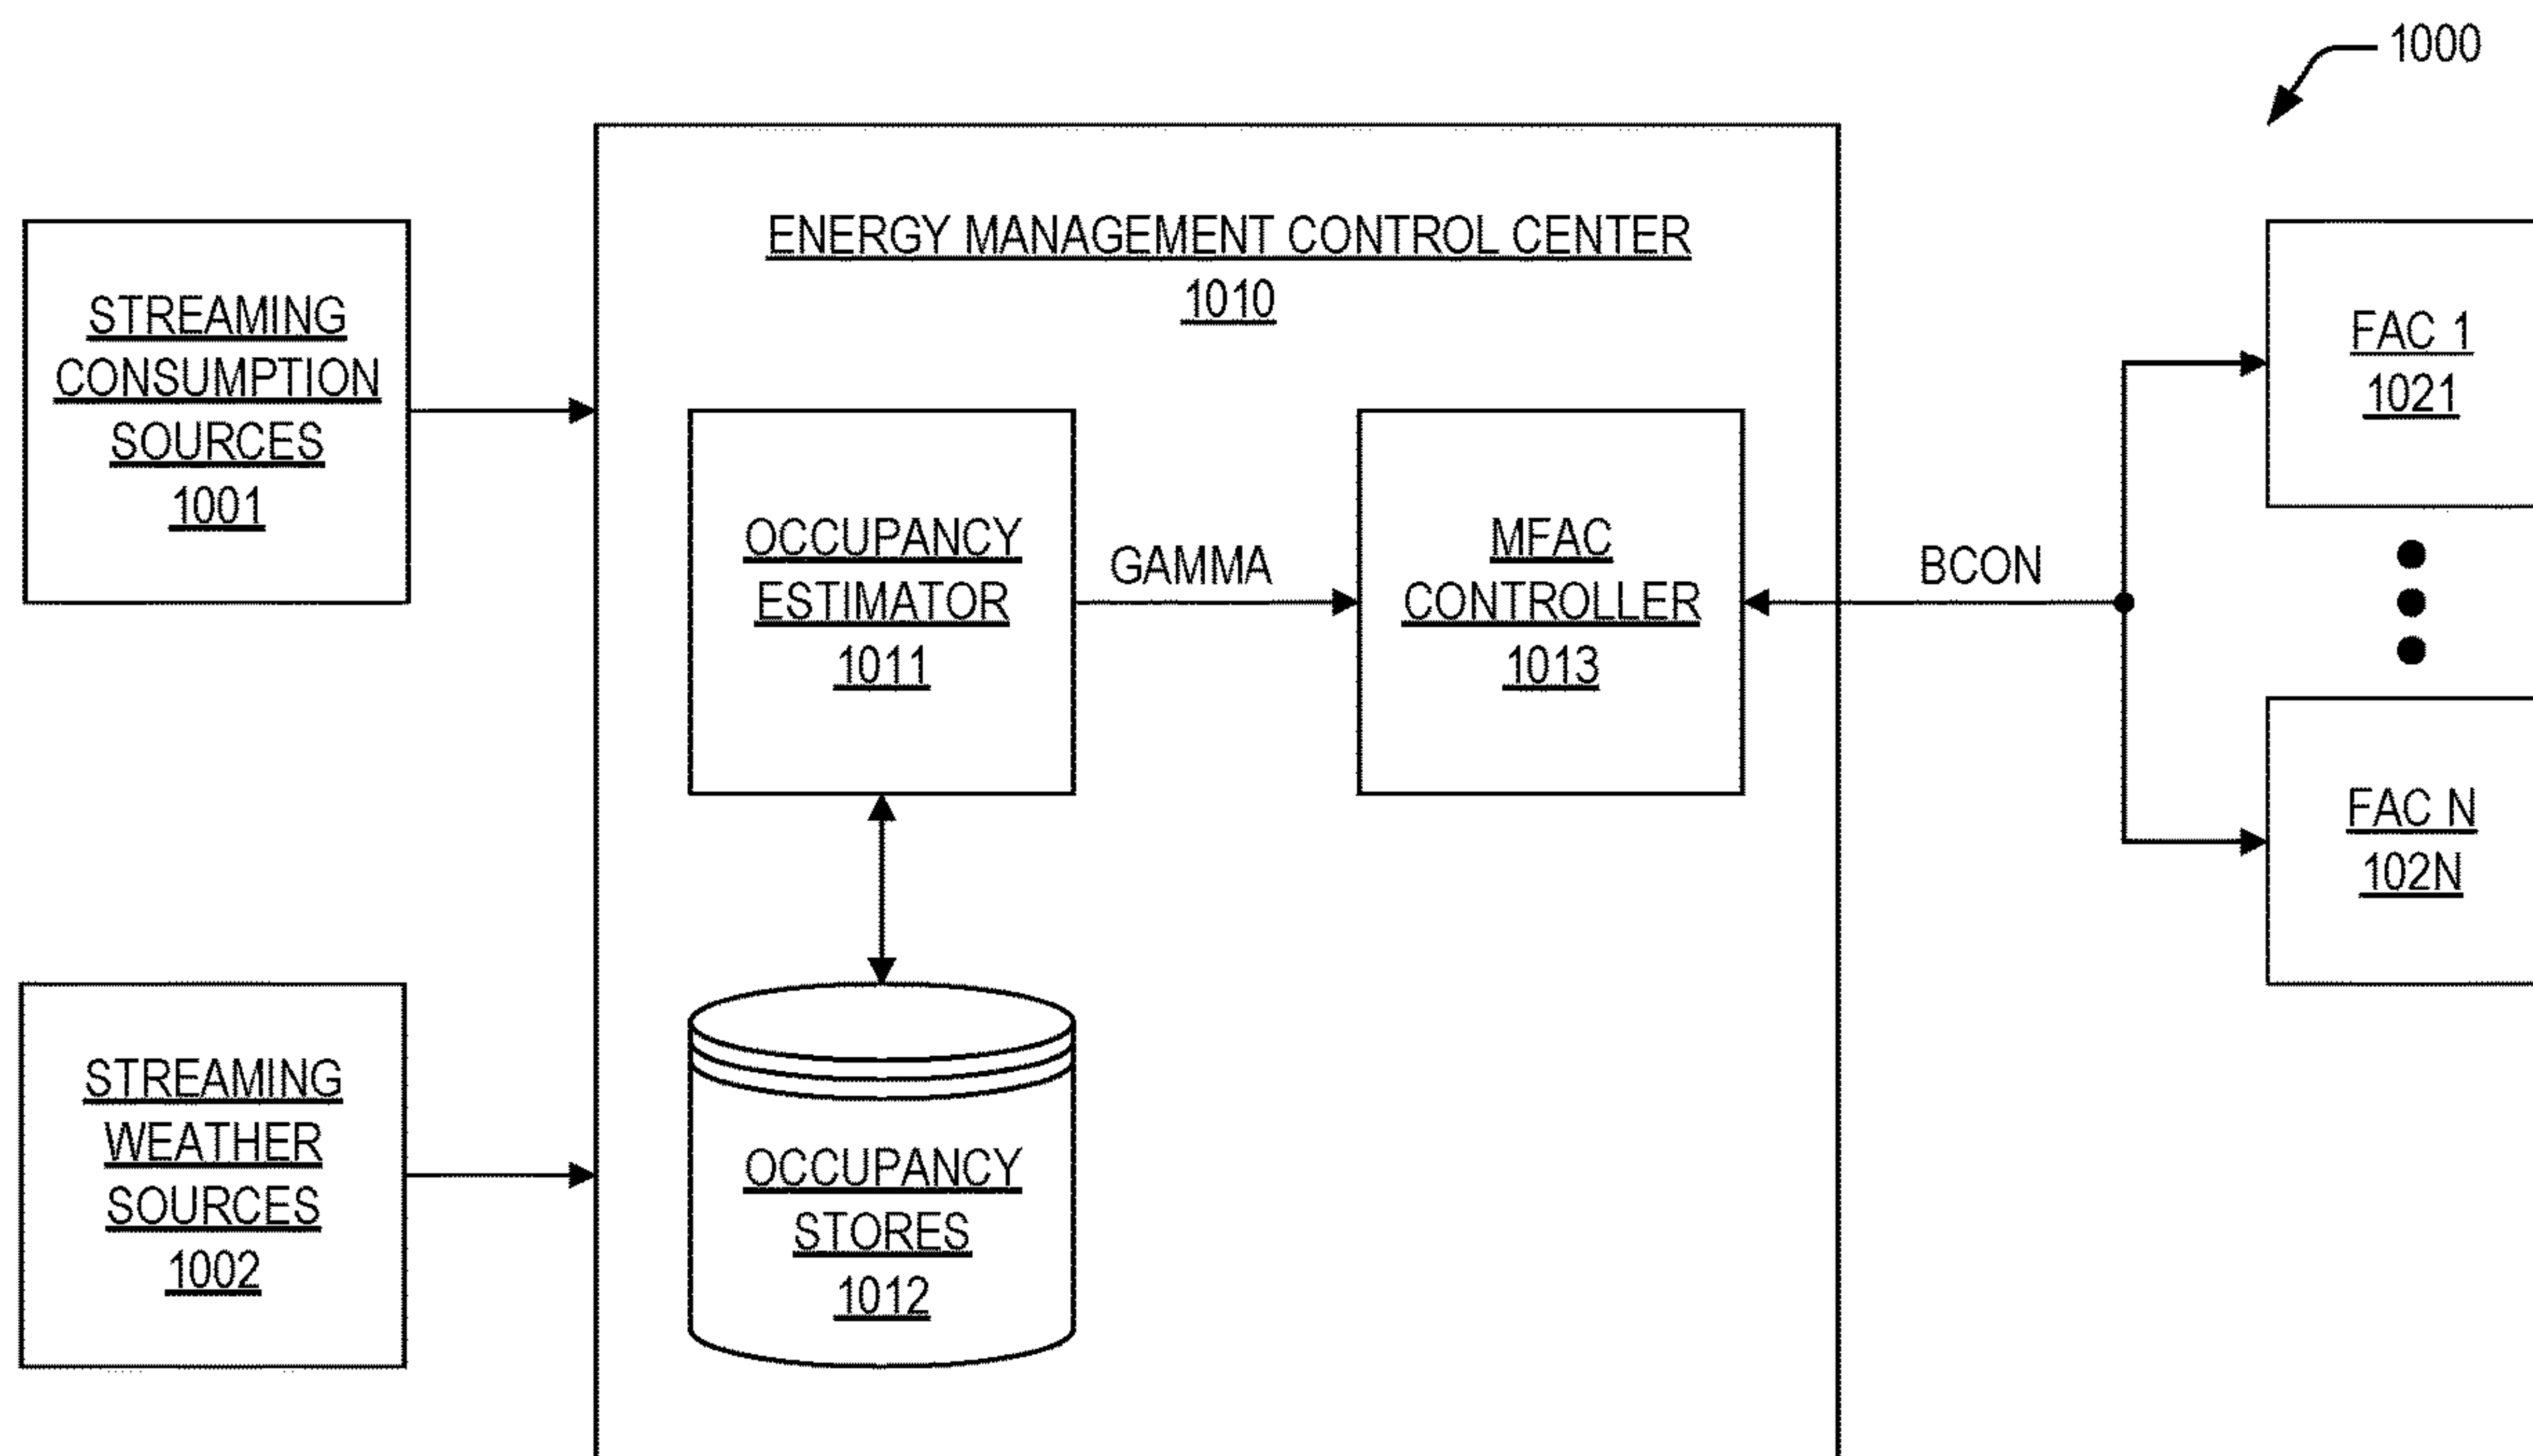 1000
ENERGY MANAGEMENT CONTROL CENTER
1010
STREAMING
CONSUMPTION
SOURCES
1001
OCCUPANCY
ESTIMATOR
1011
GAMMA
MFAC
CONTROLLER
1013
BCON
FAC 1
1021
FAC N
102N
STREAMING
WEATHER
SOURCES
1002
OCCUPANCY
STORES
1012